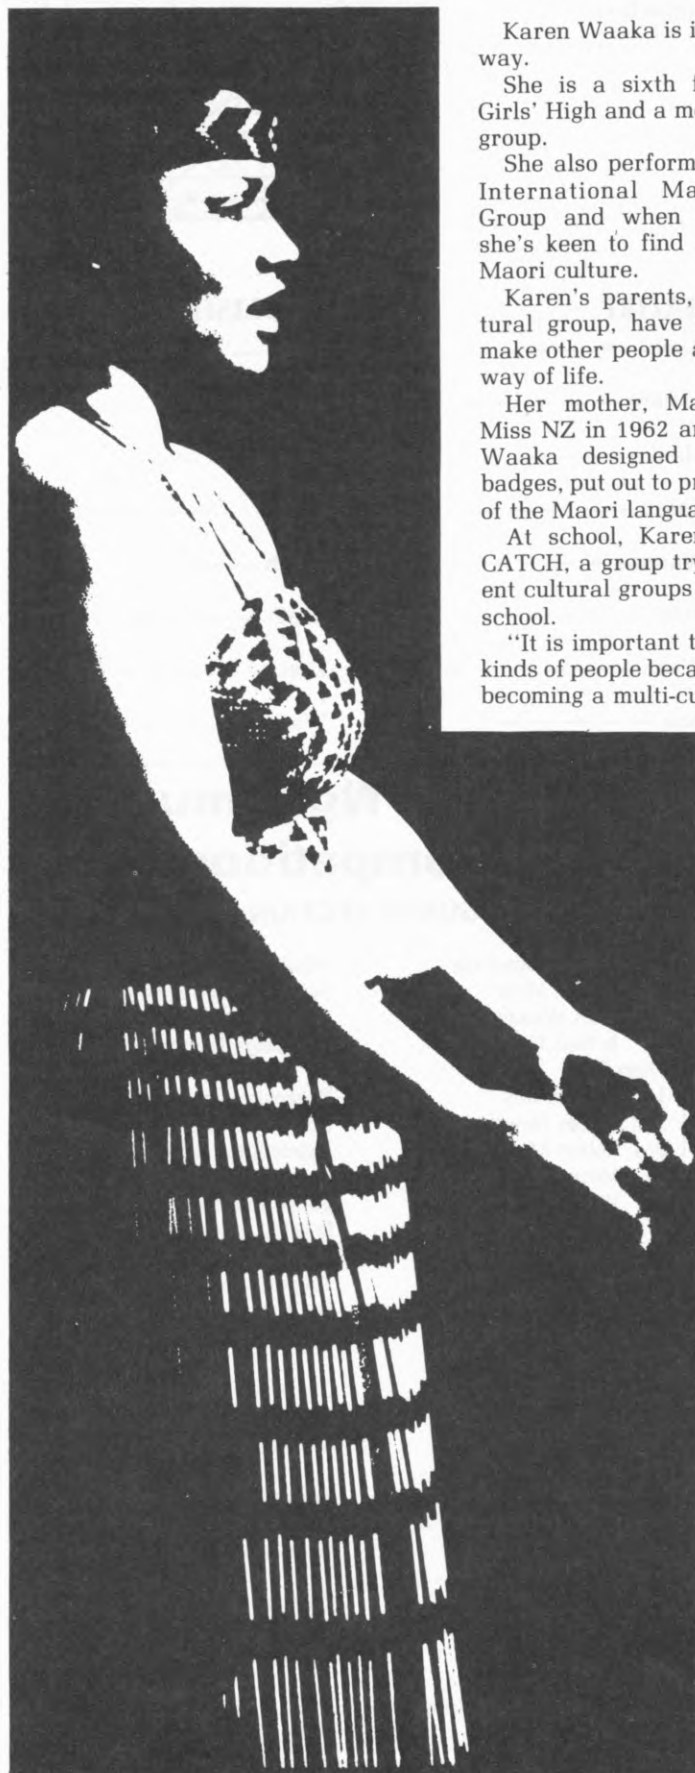 Karen Waaka is i
way.
She is a sixth f
Girls' High and a m
group.
She also perform
International Ma
Group and when
she's keen to find
Maori culture.
Karen's parents,
tural group, have
make other people a
way of life.
Her mother, Ma
Miss NZ in 1962 a
Waaka designed
badges, put out to pr
of the Maori langua
At school, Karen
CATCH, a group try
ent cultural groups
school.
"It is important t
kinds of people beca
becoming a multi-cu